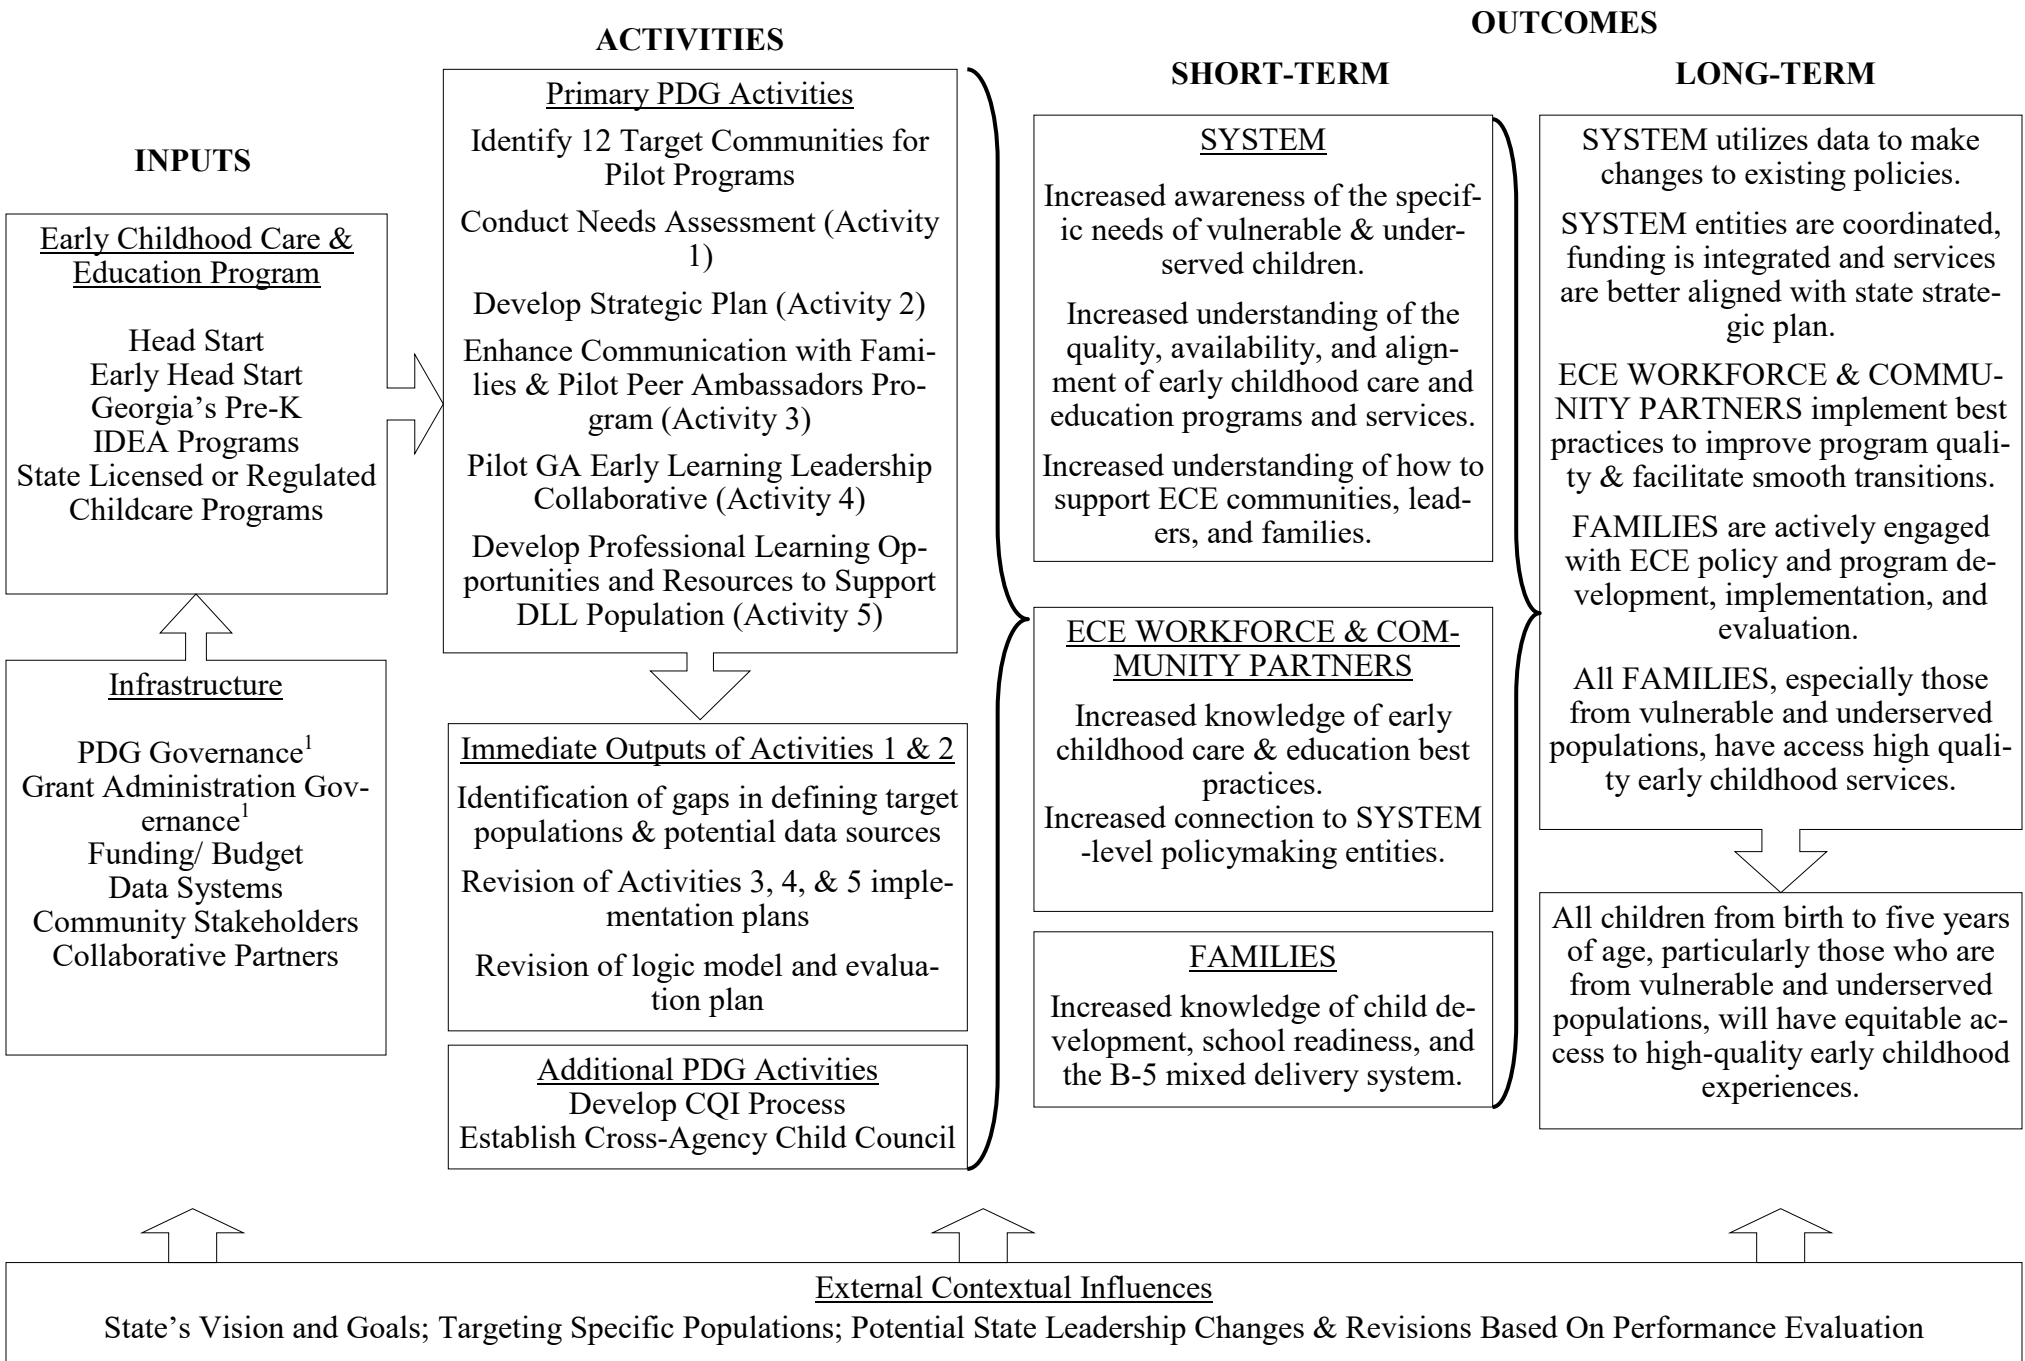 INPUTS
Early Childhood Care &
Education Program
Head Start
Early Head Start
Georgia’s Pre-K
IDEA Programs
State Licensed or Regulated
Childcare Programs
Infrastructure
PDG Governance1
Grant Administration Gov-
ernance1
Funding/ Budget
Data Systems
Community Stakeholders
Collaborative Partners
ACTIVITIES
Primary PDG Activities
Identify 12 Target Communities for
Pilot Programs
Conduct Needs Assessment (Activity
1)
Develop Strategic Plan (Activity 2)
Enhance Communication with Fami-
lies & Pilot Peer Ambassadors Pro-
gram (Activity 3)
Pilot GA Early Learning Leadership
Collaborative (Activity 4)
Develop Professional Learning Op-
portunities and Resources to Support
DLL Population (Activity 5)
Immediate Outputs of Activities 1 & 2
Identification of gaps in defining target
populations & potential data sources
Revision of Activities 3, 4, & 5 imple-
mentation plans
Revision of logic model and evalua-
tion plan
Additional PDG Activities
Develop CQI Process
Establish Cross-Agency Child Council
OUTCOMES
SHORT-TERM
SYSTEM
Increased awareness of the specif-
ic needs of vulnerable & under-
served children.
Increased understanding of the
quality, availability, and align-
ment of early childhood care and
education programs and services.
Increased understanding of how to
support ECE communities, lead-
ers, and families.
ECE WORKFORCE & COM-
MUNITY PARTNERS
Increased knowledge of early
childhood care & education best
practices.
Increased connection to SYSTEM
-level policymaking entities.
FAMILIES
Increased knowledge of child de-
velopment, school readiness, and
the B-5 mixed delivery system.
LONG-TERM
SYSTEM utilizes data to make
changes to existing policies.
SYSTEM entities are coordinated,
funding is integrated and services
are better aligned with state strate-
gic plan.
ECE WORKFORCE & COMMU-
NITY PARTNERS implement best
practices to improve program quali-
ty & facilitate smooth transitions.
FAMILIES are actively engaged
with ECE policy and program de-
velopment, implementation, and
evaluation.
All FAMILIES, especially those
from vulnerable and underserved
populations, have access high quali-
ty early childhood services.
All children from birth to five years
of age, particularly those who are
from vulnerable and underserved
populations, will have equitable ac-
cess to high-quality early childhood
experiences.
External Contextual Influences
State’s Vision and Goals; Targeting Specific Populations; Potential State Leadership Changes & Revisions Based On Performance Evaluation